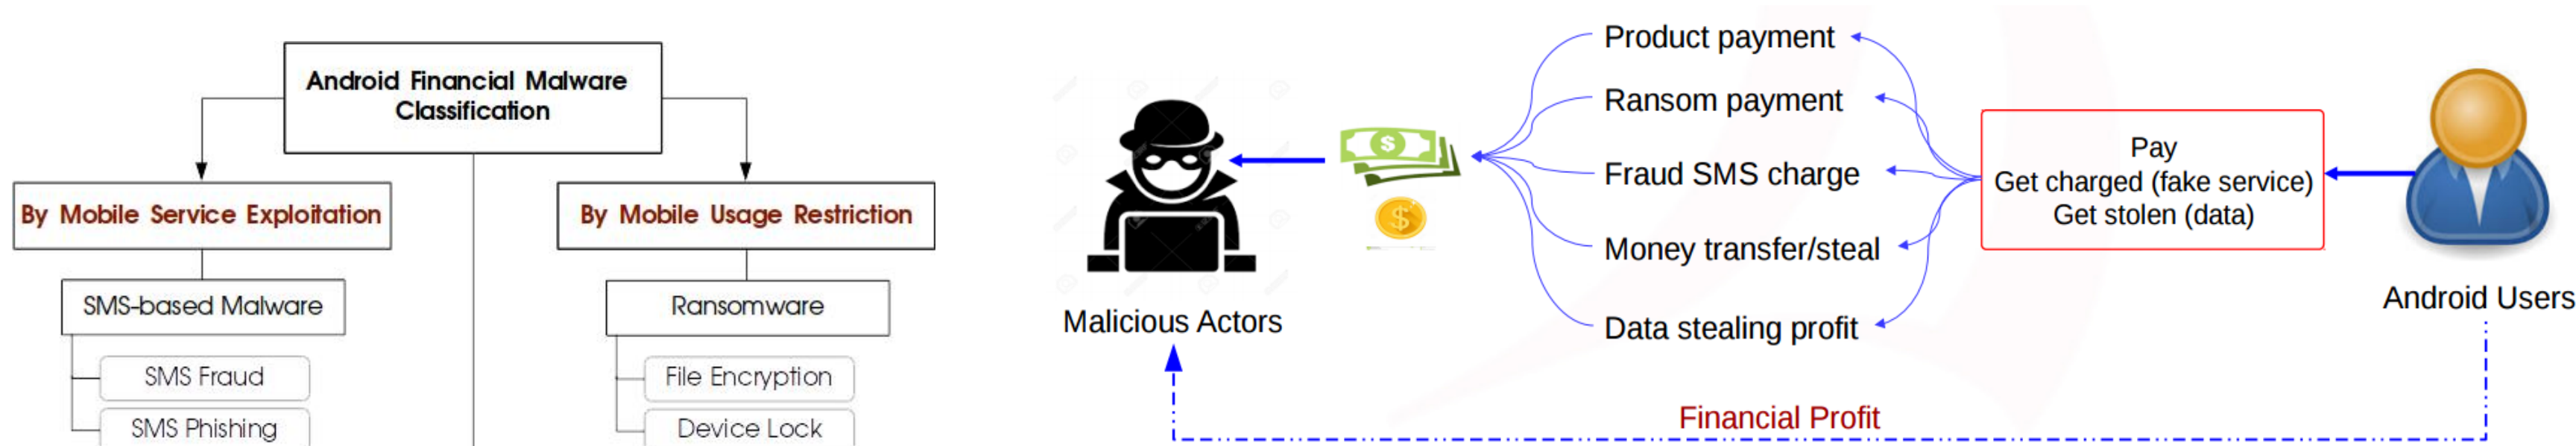 Android Financial Malware
Classification
By Mobile Service Exploitation
By Mobile Usage Restriction
SMS-based Malware
Ransomware
SMS Fraud
File Encryption
SMS Phishing
Device Lock
Product payment
Ransom payment
Fraud SMS charge
Money transfer/steal
Data stealing profit
Pay
Get charged (fake service)
Get stolen (data)
Malicious Actors
Android Users
Financial Profit